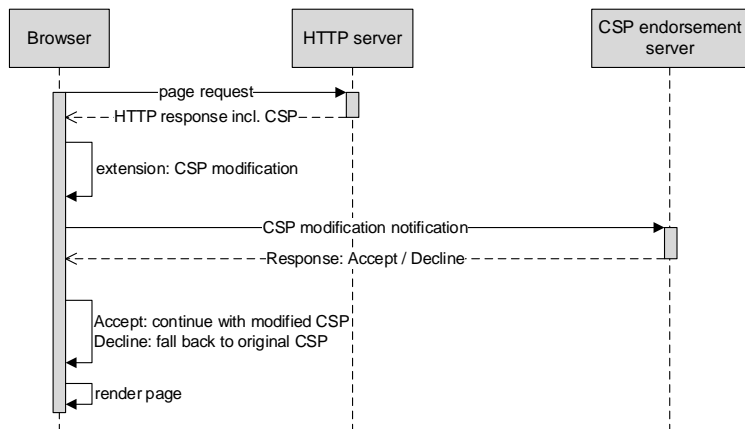 Browser
HTTP server
CSP endorsement
server
page request
HTTP response incl. CSP
extension: CSP modification
CSP modification notification
Response: Accept / Decline
Accept: continue with modified CSP
Decline: fall back to original CSP
render page